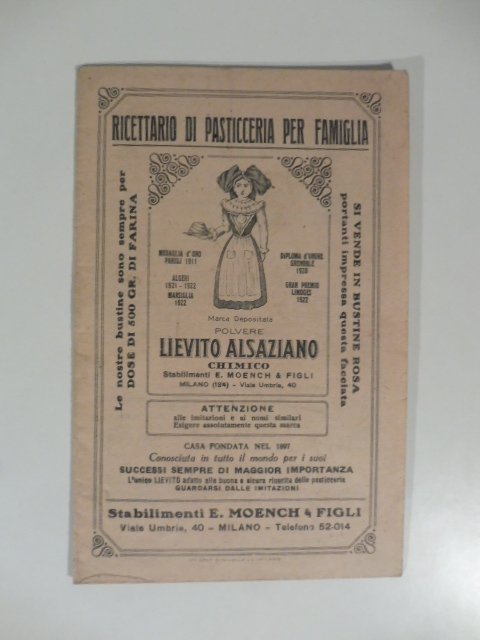 RICETTARIO DI PASTICCERIA PER FAMIGLIA
Le nostre bustine sono sempre per
DOSE DI 500 GR. DI FARINA
SI VENDE IN BUSTINE ROSA
portanti impressa questa facciata
MEDAGLIA d'ORO
PARIGI 1911
ALGERI
1921 - 1922
MARSIGLIA
1922
DIPLOMA d'ONORE
GRENOBLE
1920
GRAN PREMIO
LIMOGES
1922
Marca Depositata
POLVERE
LIEVITO ALSAZIANO
CHIMICO
Stabilimenti E. MOENCH & FIGLI
MILANO (124) - Viale Umbria, 40
ATTENZIONE
alle imitazioni e ai nomi similari
Esigere assolutamente questa marca
CASA FONDATA NEL 1897
Conosciuta in tutto il mondo per i suoi
SUCCESSI SEMPRE DI MAGGIOR IMPORTANZA
L'unico LIEVITO adatto alla buona e sicura riuscita delle pasticcerie
GUARDARSI DALLE IMITAZIONI
Stabilimenti E. MOENCH & FIGLI
Viale Umbria, 40 - MILANO - Telefono 52-014